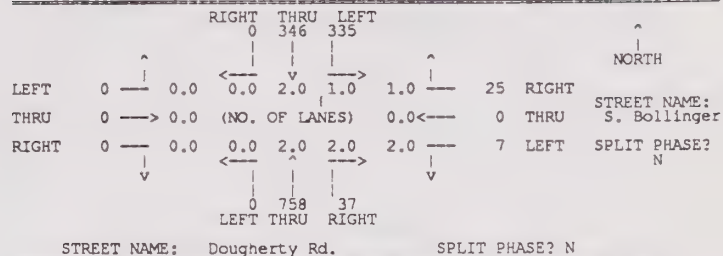 RIGHT THRU LEFT
0 346 335
^
| | |
^ | | | ^ NORTH
| <--- v ---> |
LEFT 0 --- 0.0 0.0 2.0 1.0 1.0 --- 25 RIGHT
STREET NAME:
THRU 0 ---> 0.0 (NO. OF LANES) 0.0<--- 0 THRU S. Bollinger
RIGHT 0 --- 0.0 0.0 2.0 2.0 2.0 --- 7 LEFT SPLIT PHASE?
| <--- ^ ---> | N
v | | | v
| | |
0 758 37
LEFT THRU RIGHT
STREET NAME: Dougherty Rd. SPLIT PHASE? N